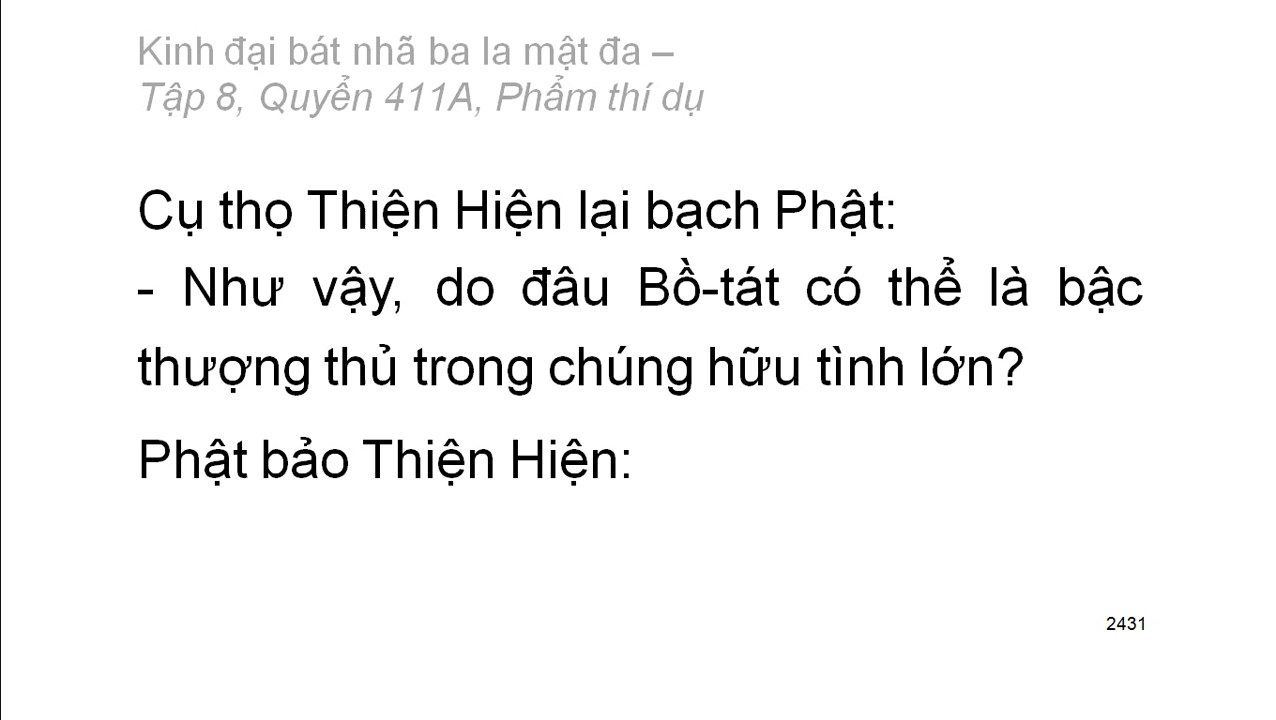 Kinh đại bát nhã ba la mật đa –
Tập 8, Quyển 411A, Phẩm thí dụ
Cụ thọ Thiện Hiện lại bạch Phật:
- Như vậy, do đâu Bồ-tát có thể là bậc
thượng thủ trong chúng hữu tình lớn?
Phật bảo Thiện Hiện:
2431